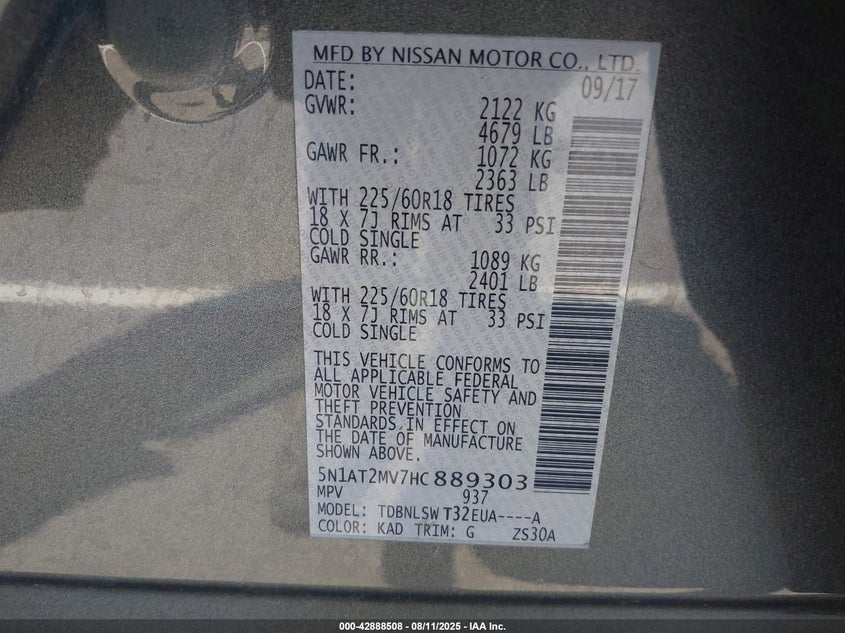 MFD BY NISSAN MOTOR CO., LTD.
DATE: 09/17
GVWR: 2122 KG
4679 LB
GAWR FR.: 1072 KG
2363 LB
WITH 225/60R18 TIRES
18 X 7J RIMS AT 33 PSI
COLD SINGLE
GAWR RR.: 1089 KG
2401 LB
WITH 225/60R18 TIRES
18 X 7J RIMS AT 33 PSI
COLD SINGLE
THIS VEHICLE CONFORMS TO
ALL APPLICABLE FEDERAL
MOTOR VEHICLE SAFETY AND
THEFT PREVENTION
STANDARDS IN EFFECT ON
THE DATE OF MANUFACTURE
SHOWN ABOVE.
5N1AT2MV7HC889303
MPV 937
MODEL: TDBNLSW T32EUA----A
COLOR: KAD TRIM: G ZS30A
000-42888508 - 08/11/2025 - IAA Inc.